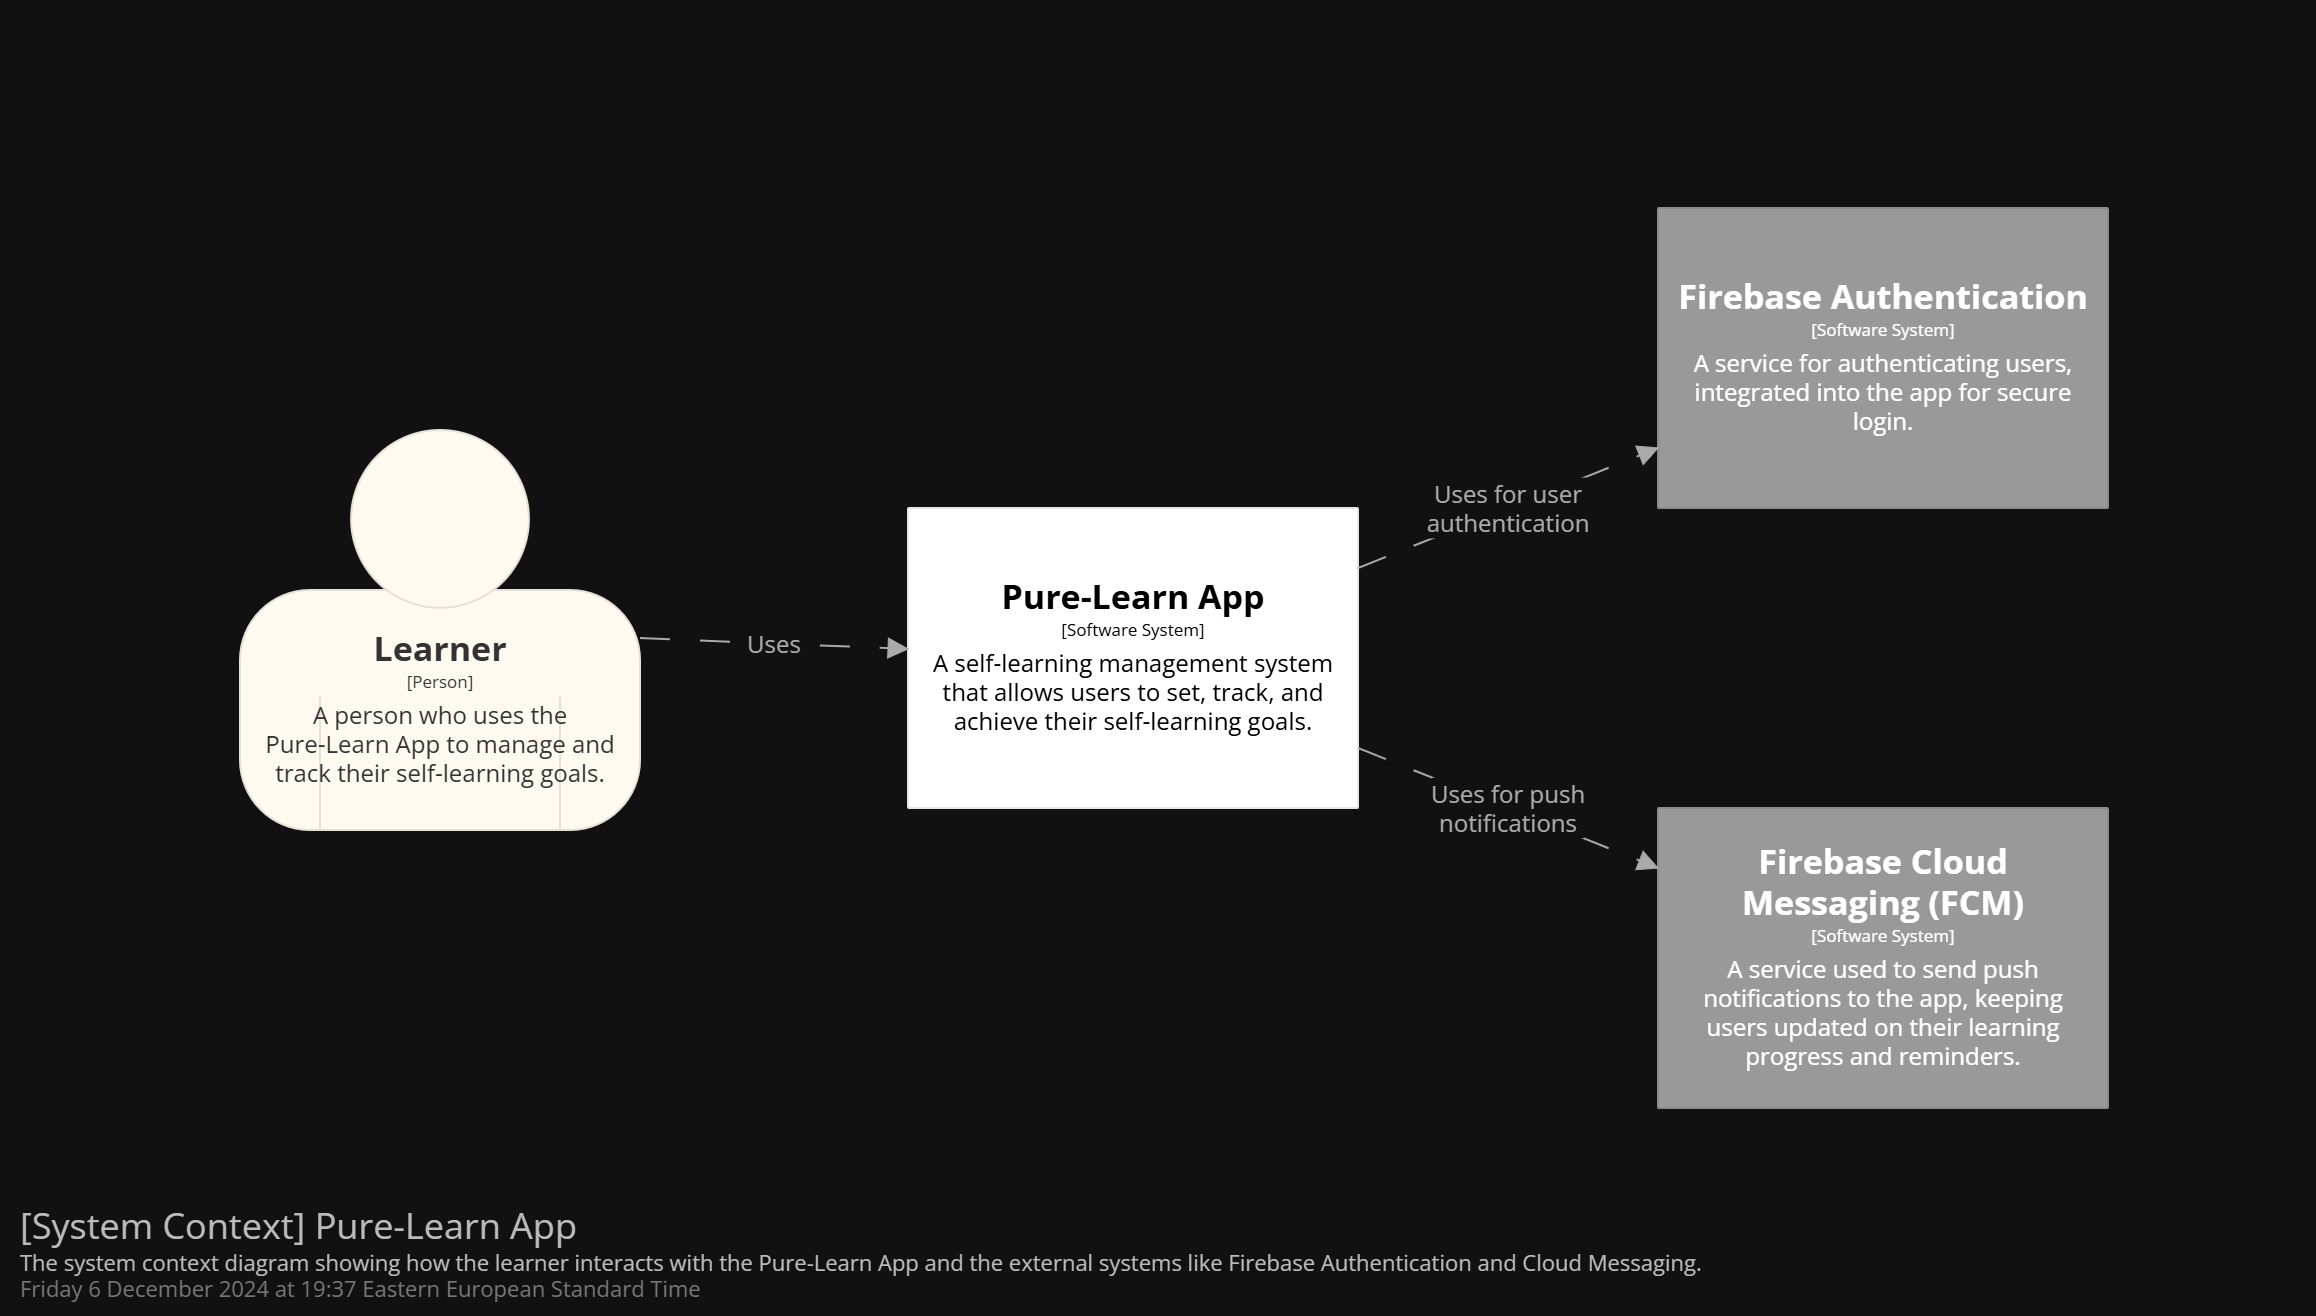 Learner
[Person]
A person who uses the
Pure-Learn App to manage and
track their self-learning goals.
Uses
Pure-Learn App
[Software System]
A self-learning management system
that allows users to set, track, and
achieve their self-learning goals.
Uses for user
authentication
Firebase Authentication
[Software System]
A service for authenticating users,
integrated into the app for secure
login.
Uses for push
notifications
Firebase Cloud
Messaging (FCM)
[Software System]
A service used to send push
notifications to the app, keeping
users updated on their learning
progress and reminders.
[System Context] Pure-Learn App
The system context diagram showing how the learner interacts with the Pure-Learn App and the external systems like Firebase Authentication and Cloud Messaging.
Friday 6 December 2024 at 19:37 Eastern European Standard Time